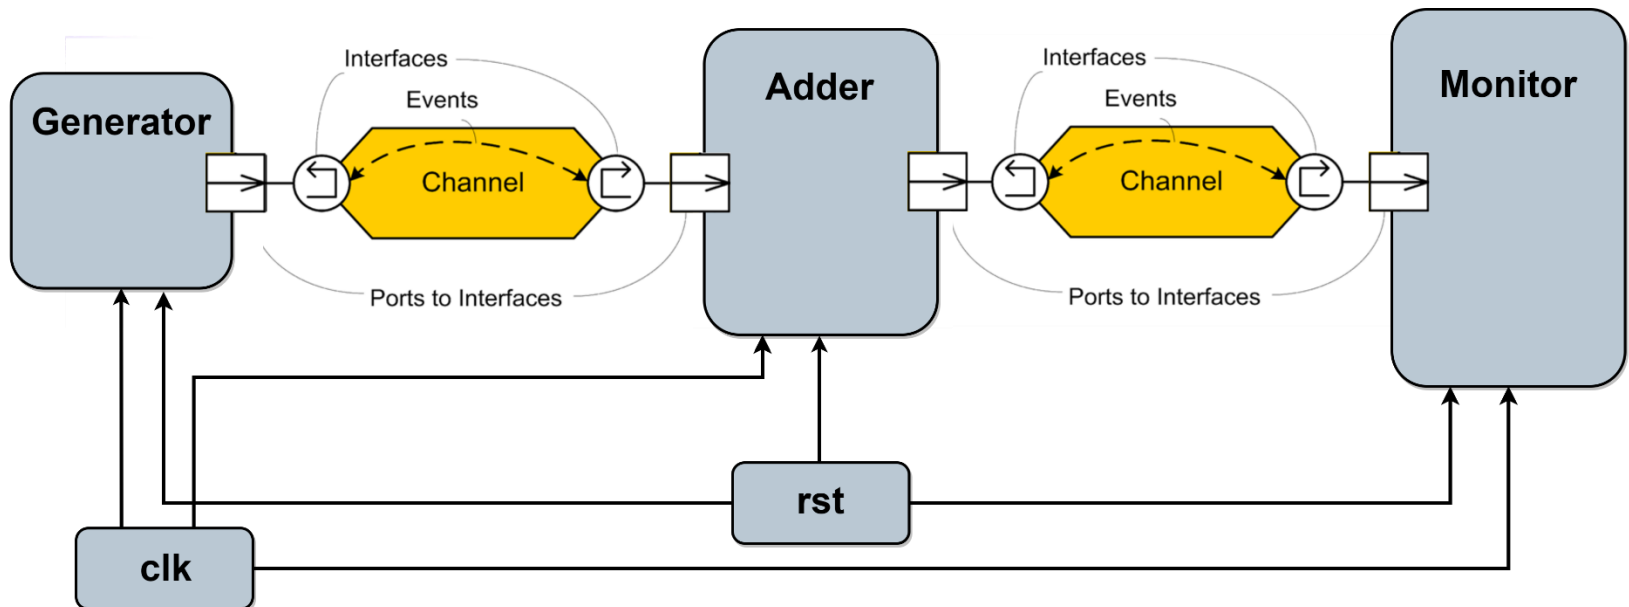 Generator
Interfaces
Events
Channel
Ports to Interfaces
Adder
Interfaces
Events
Channel
Ports to Interfaces
Monitor
rst
clk